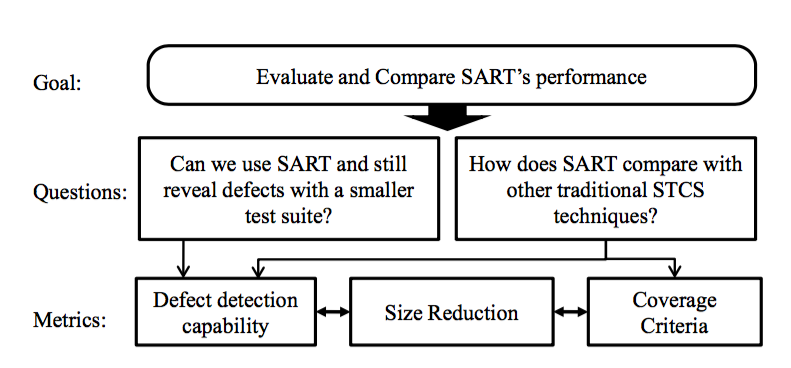 Goal:
Evaluate and Compare SART's performance
Questions:
Can we use SART and still
reveal defects with a smaller
test suite?
How does SART compare with
other traditional STCS
techniques?
Metrics:
Defect detection
capability
Size Reduction
Coverage
Criteria